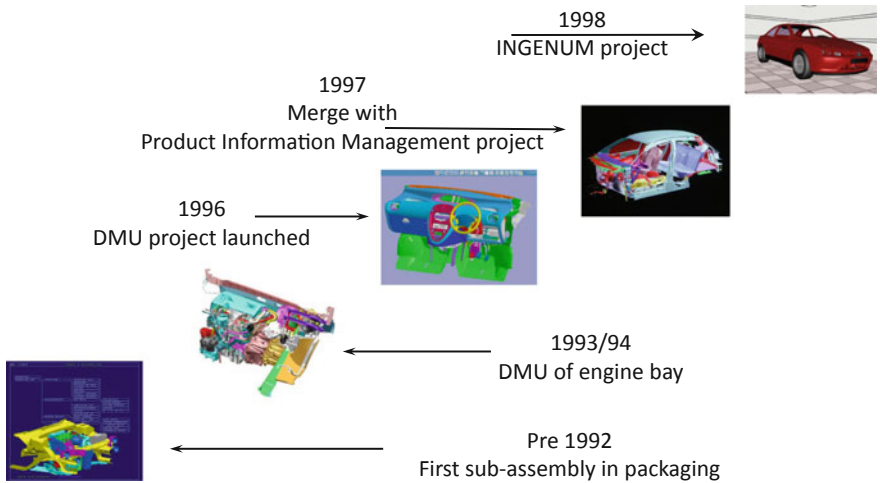 1998
INGENUM project
1997
Merge with
Product Information Management project
1996
DMU project launched
1993/94
DMU of engine bay
Pre 1992
First sub-assembly in packaging